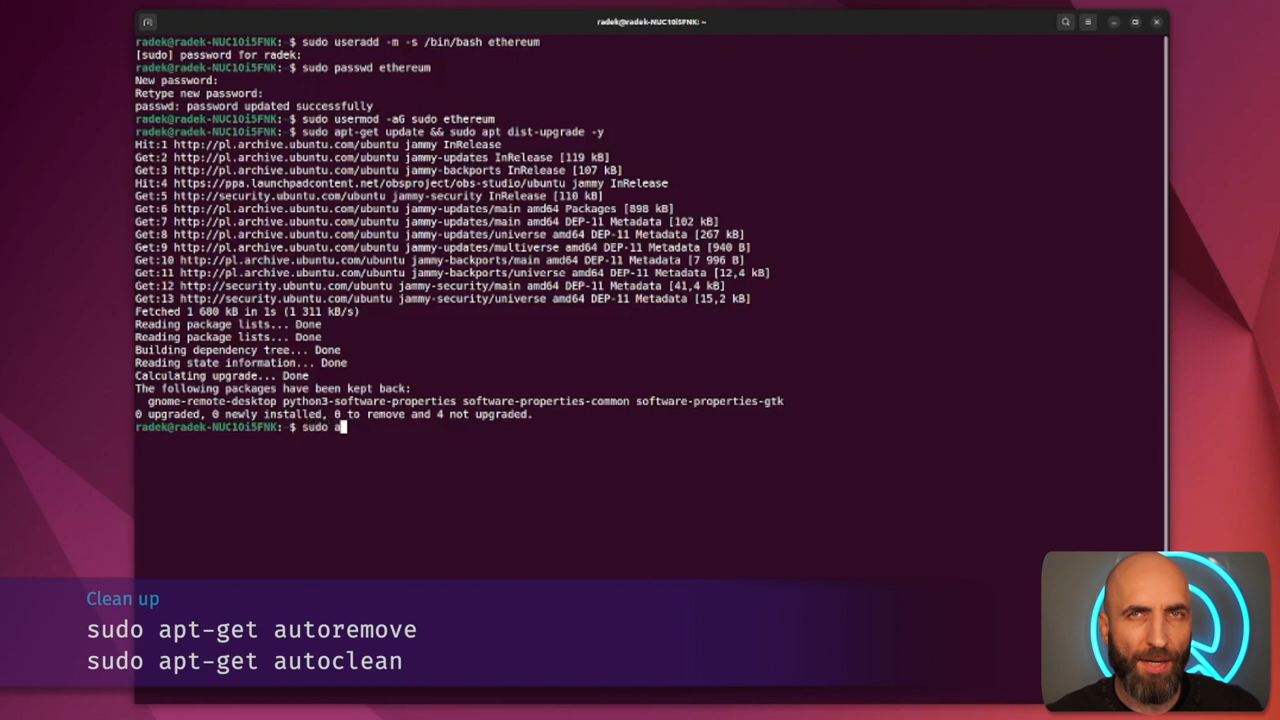 radek@radek-NUC10i5FNK: ~
radek@radek-NUC10i5FNK:~$ sudo useradd -m -s /bin/bash ethereum
[sudo] password for radek:
radek@radek-NUC10i5FNK:~$ sudo passwd ethereum
New password:
Retype new password:
passwd: password updated successfully
radek@radek-NUC10i5FNK:~$ sudo usermod -aG sudo ethereum
radek@radek-NUC10i5FNK:~$ sudo apt-get update && sudo apt dist-upgrade -y
Hit:1 http://pl.archive.ubuntu.com/ubuntu jammy InRelease
Get:2 http://pl.archive.ubuntu.com/ubuntu jammy-updates InRelease [119 kB]
Get:3 http://pl.archive.ubuntu.com/ubuntu jammy-backports InRelease [107 kB]
Hit:4 https://ppa.launchpadcontent.net/obsproject/obs-studio/ubuntu jammy InRelease
Get:5 http://security.ubuntu.com/ubuntu jammy-security InRelease [110 kB]
Get:6 http://pl.archive.ubuntu.com/ubuntu jammy-updates/main amd64 Packages [898 kB]
Get:7 http://pl.archive.ubuntu.com/ubuntu jammy-updates/main amd64 DEP-11 Metadata [102 kB]
Get:8 http://pl.archive.ubuntu.com/ubuntu jammy-updates/universe amd64 DEP-11 Metadata [267 kB]
Get:9 http://pl.archive.ubuntu.com/ubuntu jammy-updates/multiverse amd64 DEP-11 Metadata [940 B]
Get:10 http://pl.archive.ubuntu.com/ubuntu jammy-backports/main amd64 DEP-11 Metadata [7 996 B]
Get:11 http://pl.archive.ubuntu.com/ubuntu jammy-backports/universe amd64 DEP-11 Metadata [12,4 kB]
Get:12 http://security.ubuntu.com/ubuntu jammy-security/main amd64 DEP-11 Metadata [41,4 kB]
Get:13 http://security.ubuntu.com/ubuntu jammy-security/universe amd64 DEP-11 Metadata [15,2 kB]
Fetched 1 680 kB in 1s (1 311 kB/s)
Reading package lists... Done
Reading package lists... Done
Building dependency tree... Done
Reading state information... Done
Calculating upgrade... Done
The following packages have been kept back:
gnome-remote-desktop python3-software-properties software-properties-common software-properties-gtk
0 upgraded, 0 newly installed, 0 to remove and 4 not upgraded.
radek@radek-NUC10i5FNK:~$ sudo a
Clean up
sudo apt-get autoremove
sudo apt-get autoclean